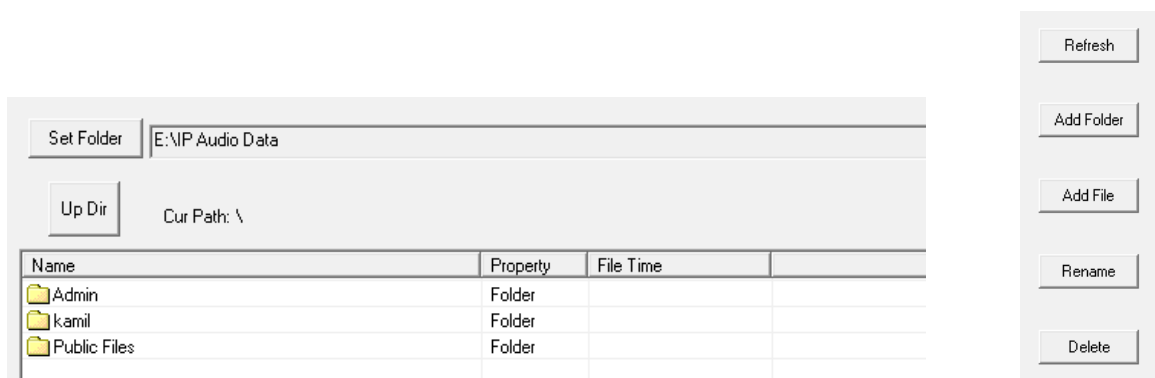 Refresh
Set Folder E:\IP Audio Data
Add Folder
Up Dir Cur Path: \
Add File
Name Property File Time
Rename
Admin Folder
kamil Folder
Public Files Folder
Delete